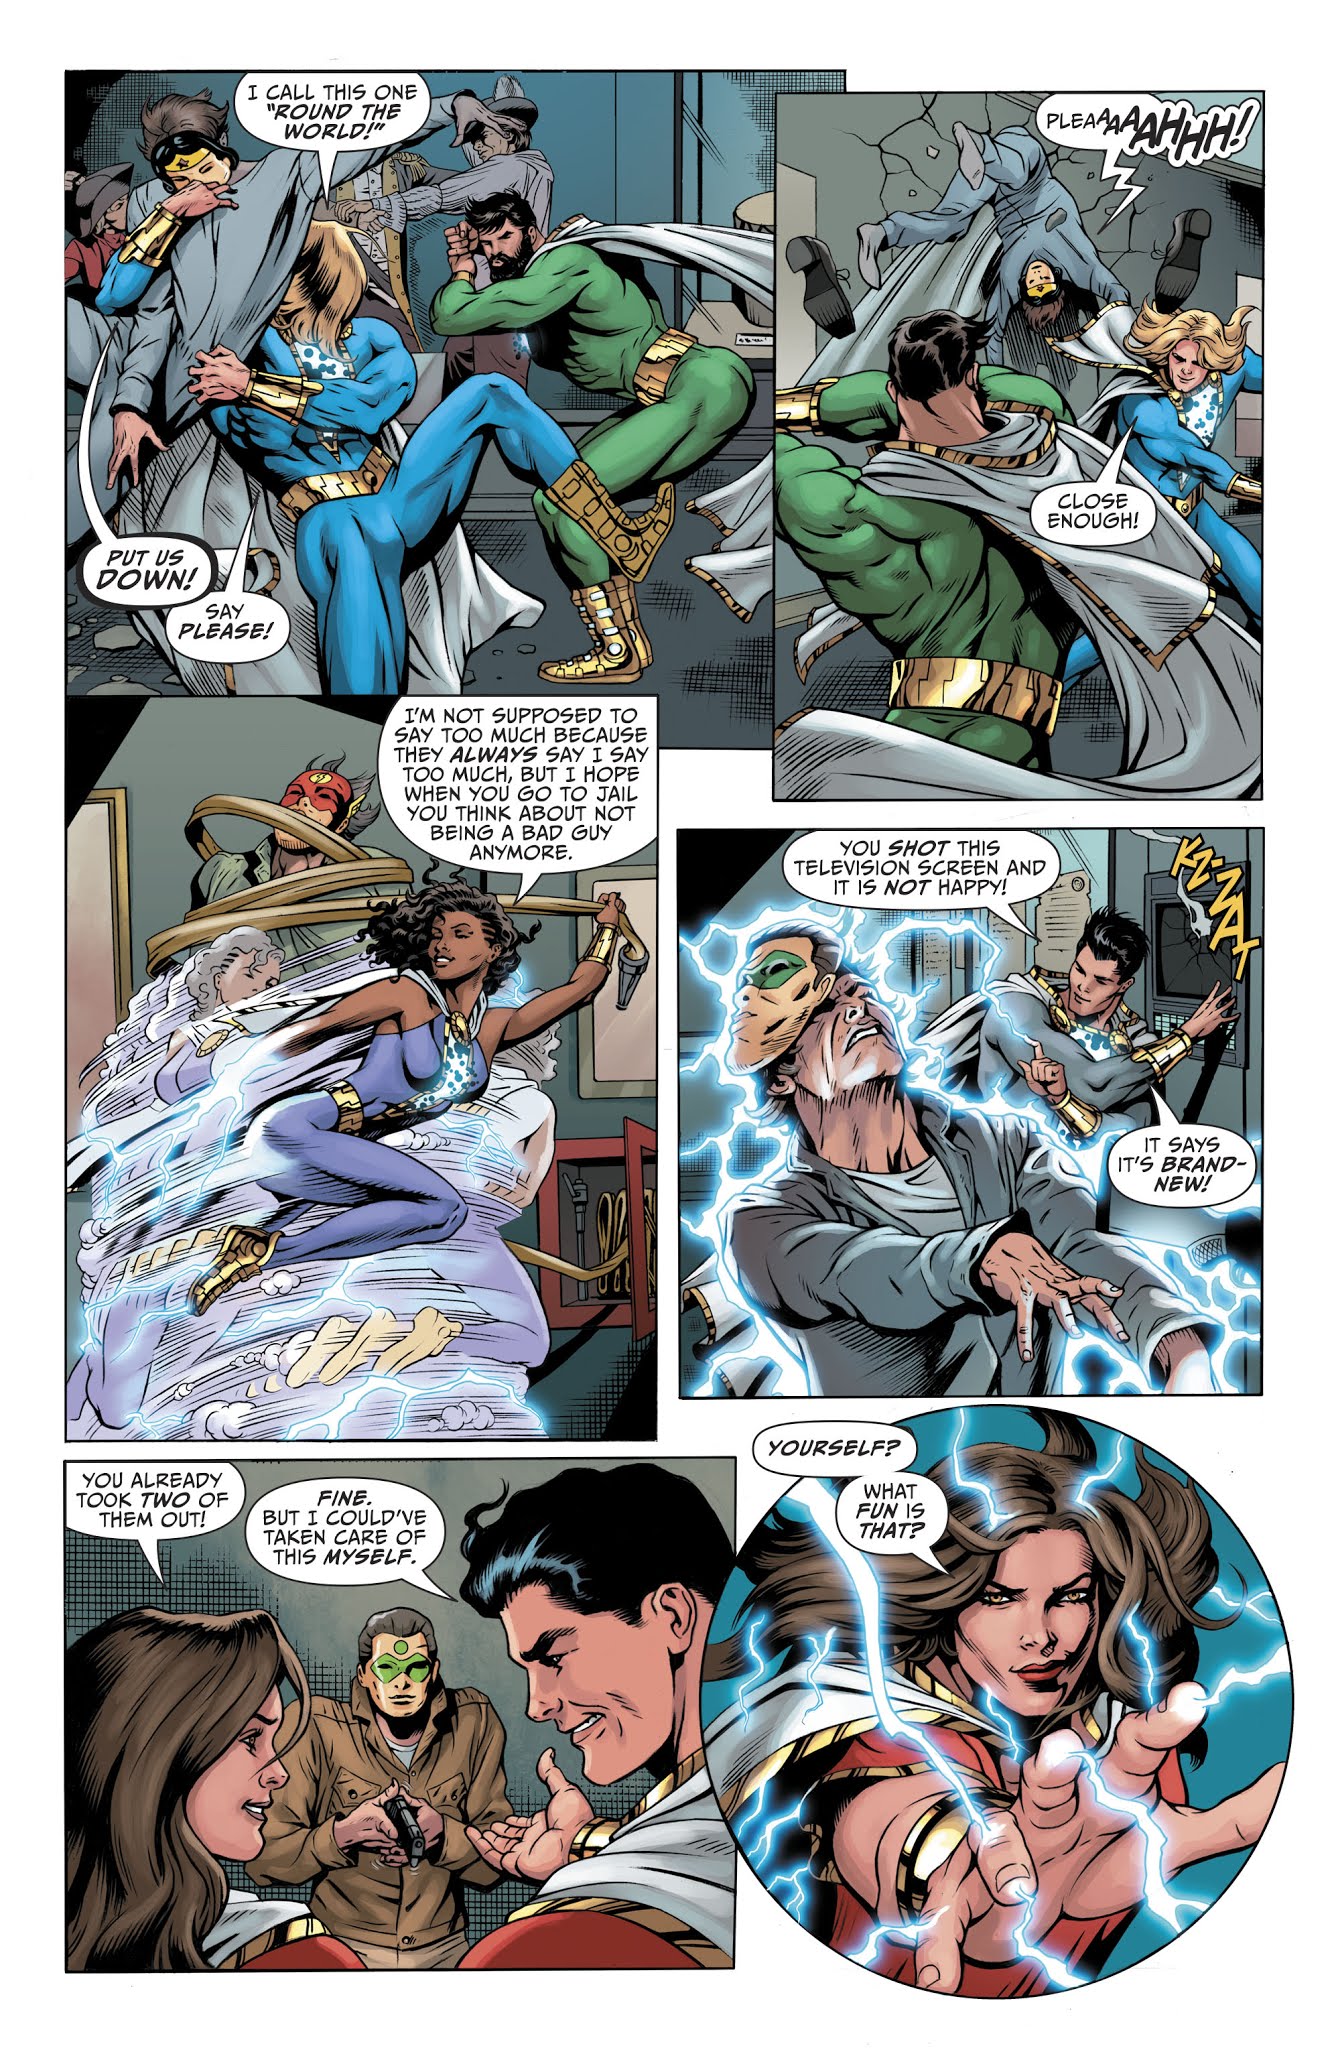 I CALL THIS ONE
"ROUND THE
WORLD!"
PUT US
DOWN!
SAY
PLEASE!
PLEAAAAAHHH!
CLOSE
ENOUGH!
I'M NOT SUPPOSED TO
SAY TOO MUCH BECAUSE
THEY ALWAYS SAY I SAY
TOO MUCH, BUT I HOPE
WHEN YOU GO TO JAIL
YOU THINK ABOUT NOT
BEING A BAD GUY
ANYMORE.
YOU SHOT THIS
TELEVISION SCREEN AND
IT IS NOT HAPPY!
KZ-
ZAT
IT SAYS
IT'S BRAND-
NEW!
YOU ALREADY
TOOK TWO OF
THEM OUT!
FINE.
BUT I COULD'VE
TAKEN CARE OF
THIS MYSELF.
YOURSELF?
WHAT
FUN IS
THAT?